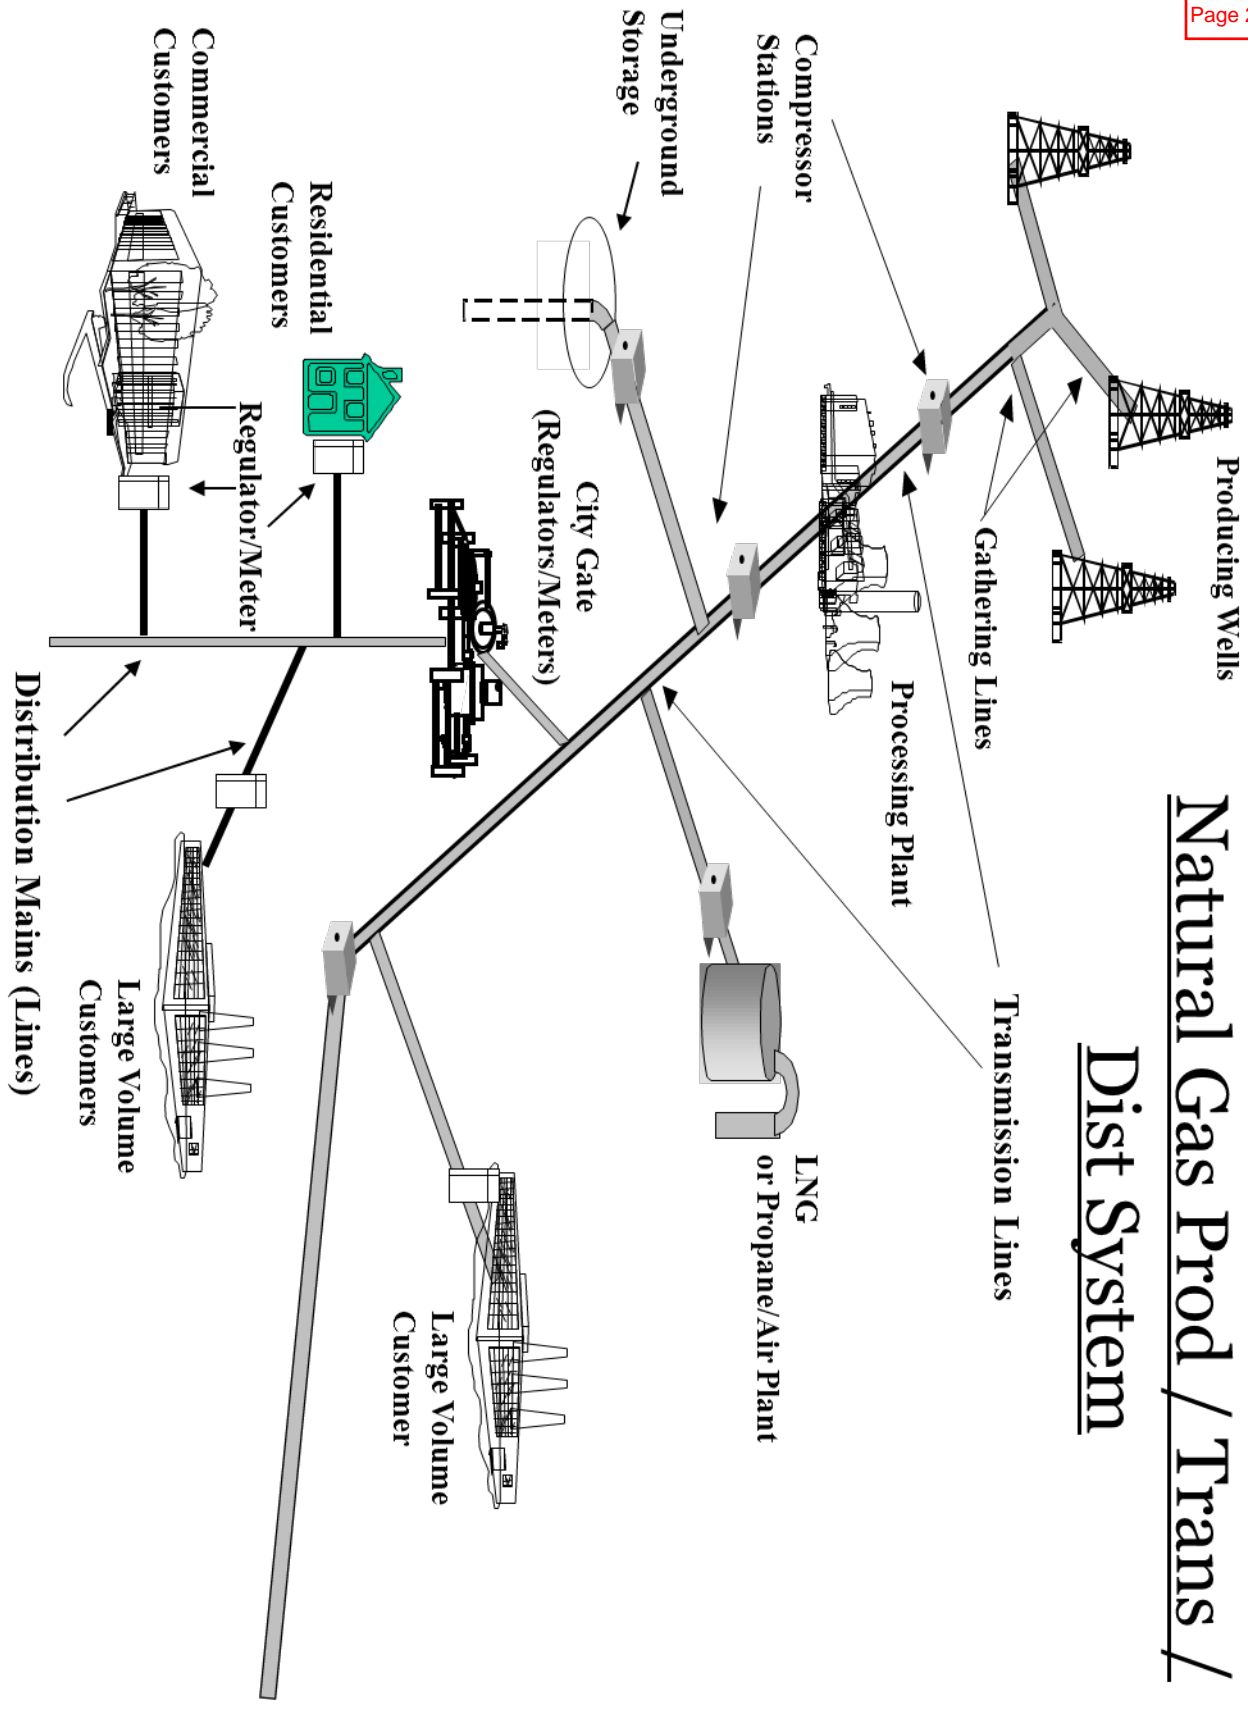 Page 2
Natural Gas Prod / Trans /
Dist System
Producing Wells
Gathering Lines
Transmission Lines
Processing Plant
Compressor
Stations
LNG
or Propane/Air Plant
Underground
Storage
City Gate
(Regulators/Meters)
Large Volume
Customer
Residential
Customers
Regulator/Meter
Commercial
Customers
Large Volume
Customers
Distribution Mains (Lines)